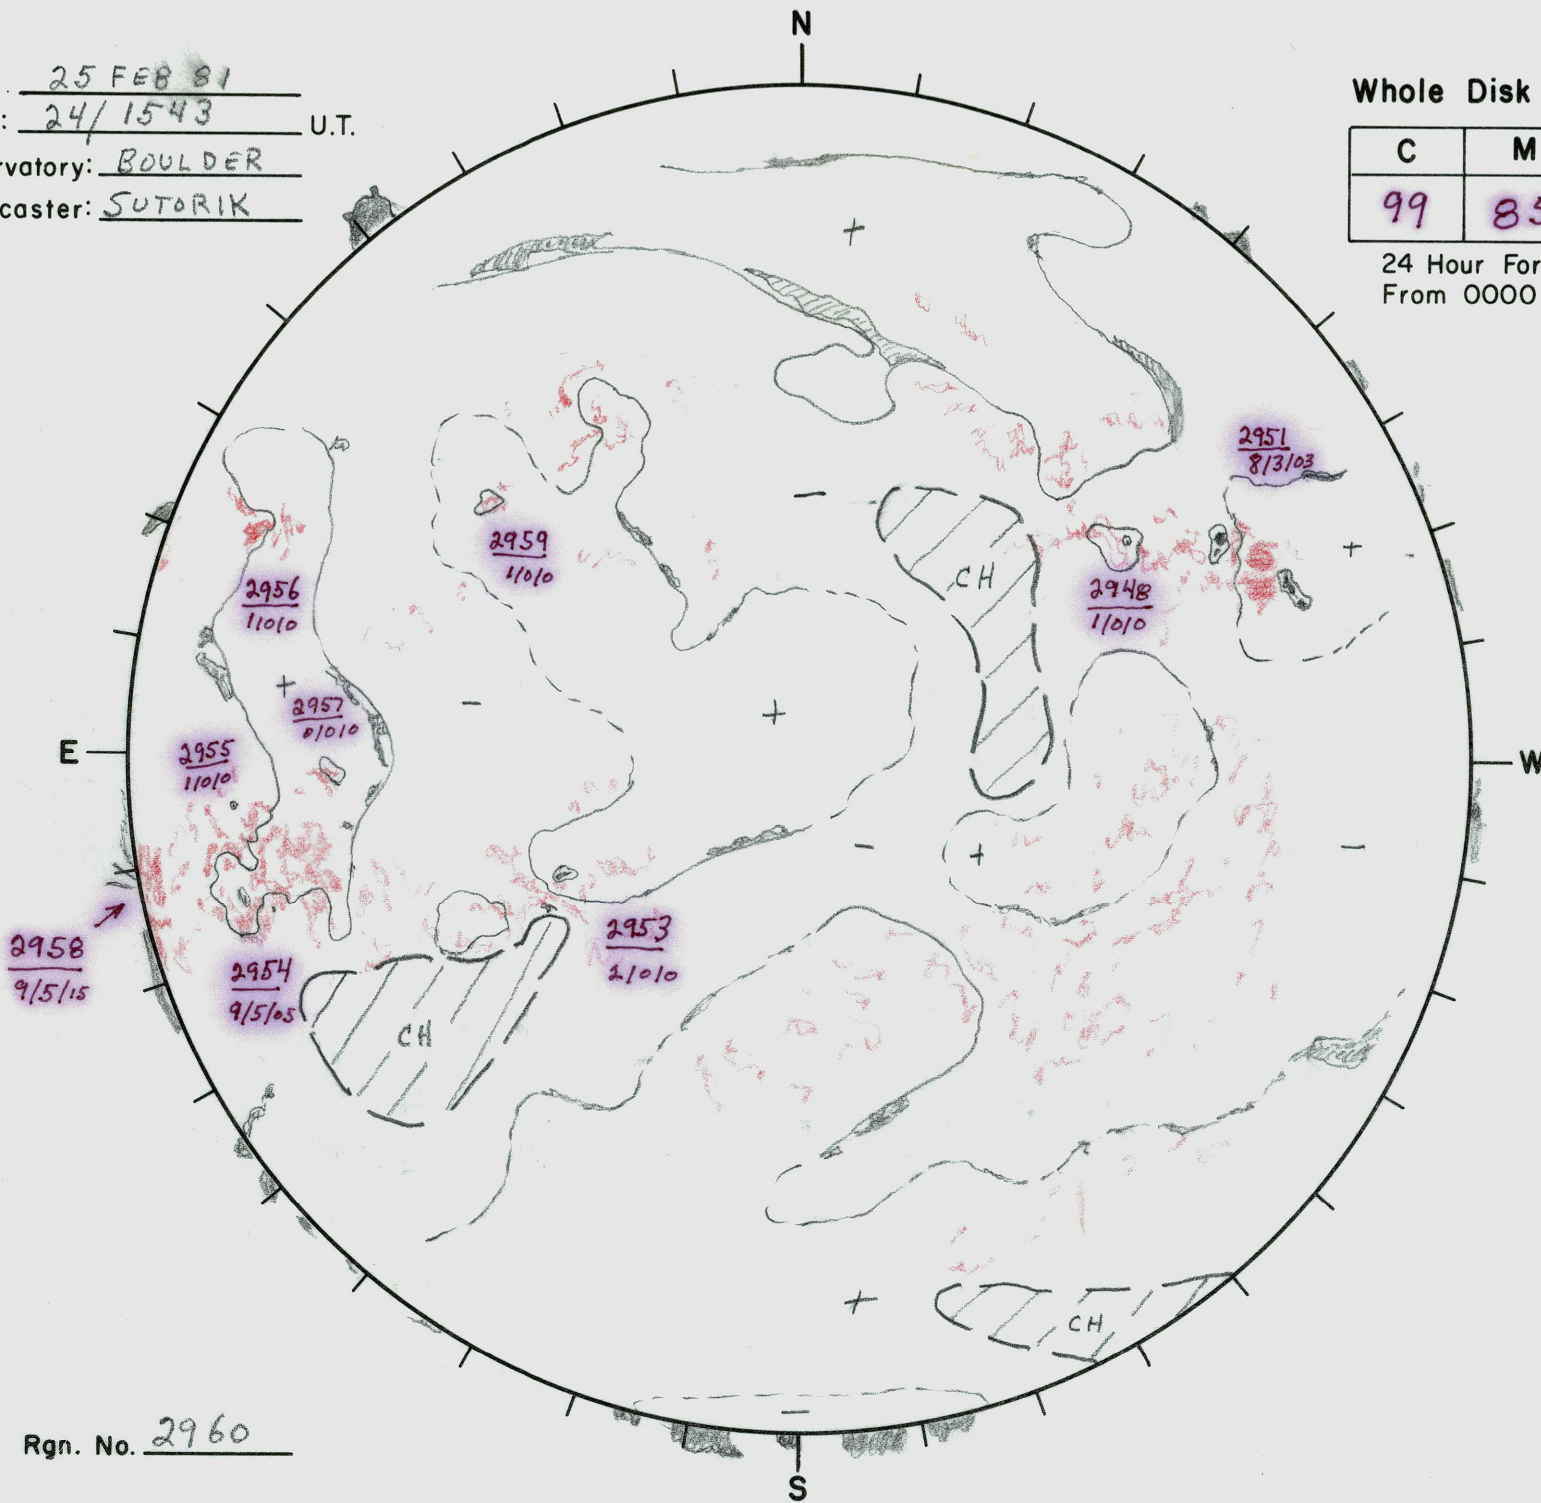 N
25 FEB 81
: 24/1543 U.T.
rvatory: BOULDER
caster: SUTORIK
Whole Disk
C M
99 85
24 Hour For
From 0000
+
2951
8/3/03
-
+
2959
1/0/0
CH
2948
1/0/0
2956
1/0/0
+
2957
0/0/0
-
+
E
W
2955
1/0/0
-
+
-
X
2958
9/5/15
2954
9/5/05
2953
2/0/0
CH
+
CH
-
Rgn. No. 2960
S